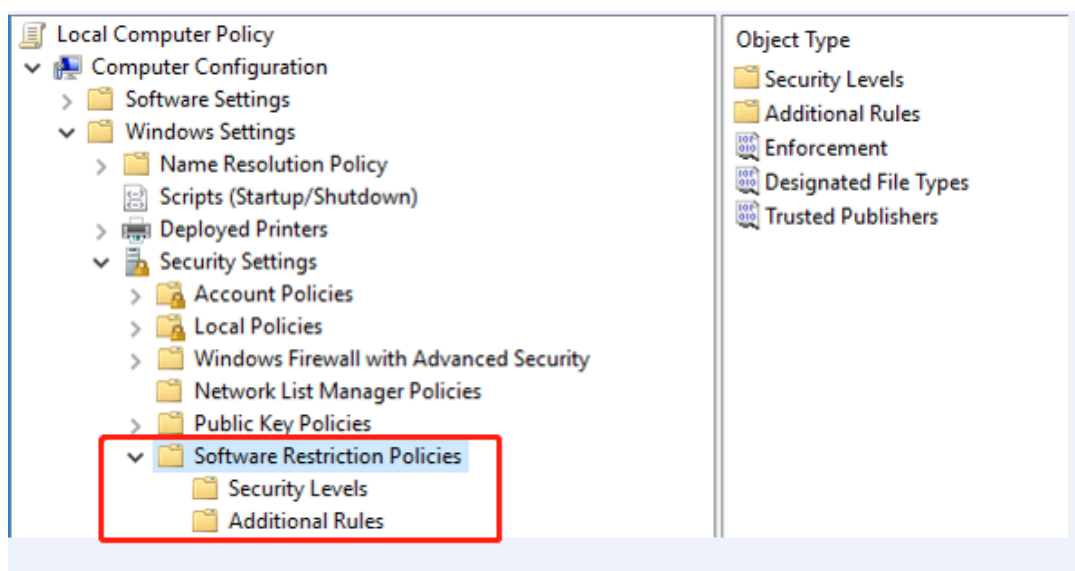 Local Computer Policy
Computer Configuration
Software Settings
Windows Settings
Name Resolution Policy
Scripts (Startup/Shutdown)
Deployed Printers
Security Settings
Account Policies
Local Policies
Windows Firewall with Advanced Security
Network List Manager Policies
Public Key Policies
Software Restriction Policies
Security Levels
Additional Rules
Object Type
Security Levels
Additional Rules
Enforcement
Designated File Types
Trusted Publishers